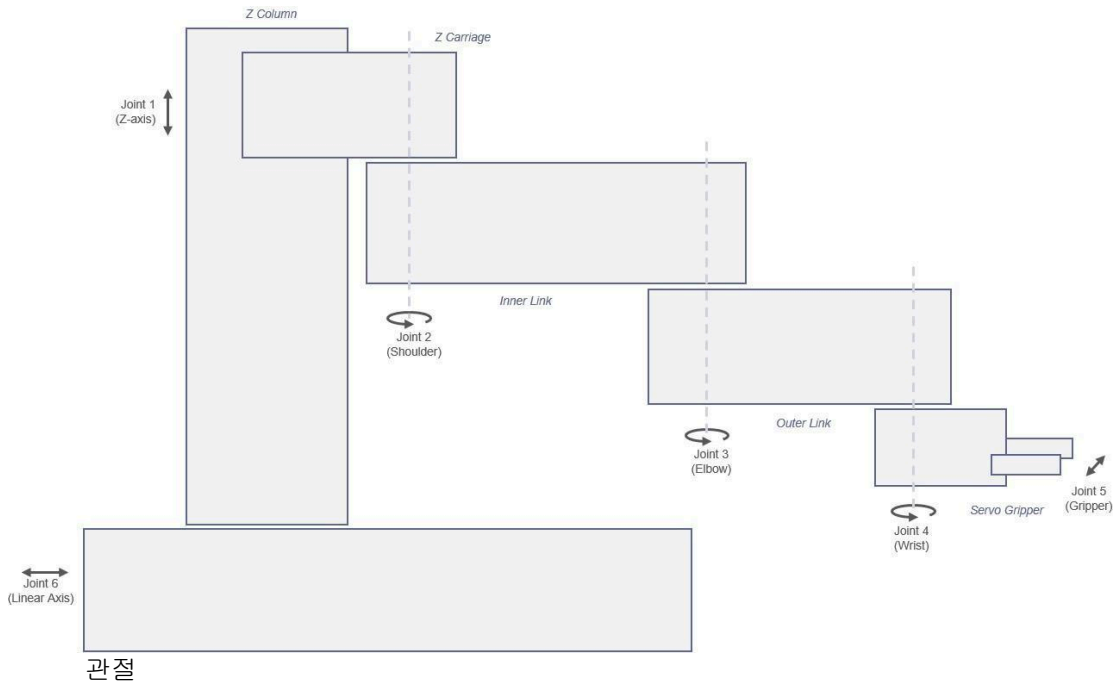 Z Column
Z Carriage
Joint 1
(Z-axis)
Inner Link
Joint 2
(Shoulder)
Outer Link
Joint 3
(Elbow)
Joint 5
(Gripper)
Servo Gripper
Joint 4
(Wrist)
Joint 6
(Linear Axis)
관절